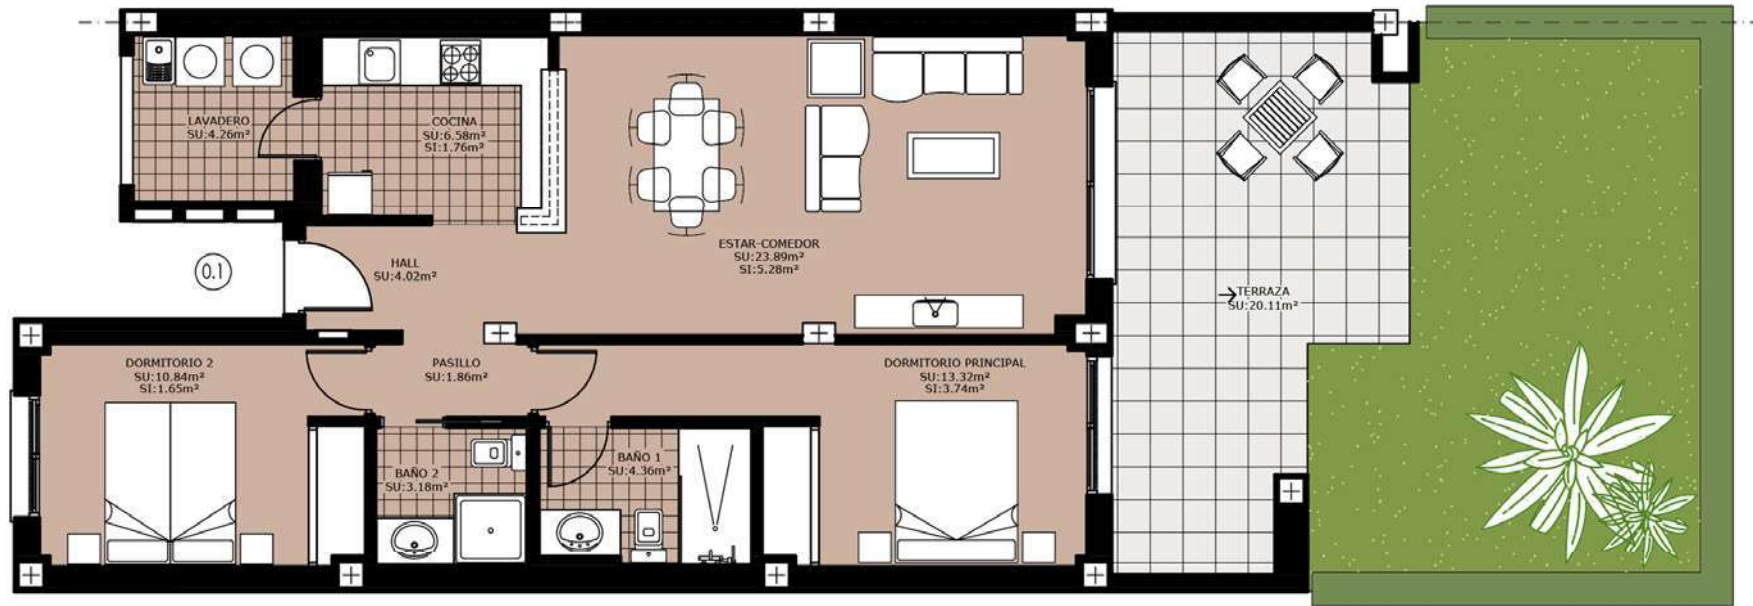 LAVADERO
SU:4.26m²
COCINA
SU:6.58m²
SI:1.76m²
0.1
HALL
SU:4.02m²
ESTAR-COMEDOR
SU:23.89m²
SI:5.28m²
TERRAZA
SU:20.11m²
DORMITORIO 2
SU:10.84m²
SI:1.65m²
PASILLO
SU:1.86m²
DORMITORIO PRINCIPAL
SU:13.32m²
SI:3.74m²
BAÑO 2
SU:3.18m²
BAÑO 1
SU:4.36m²